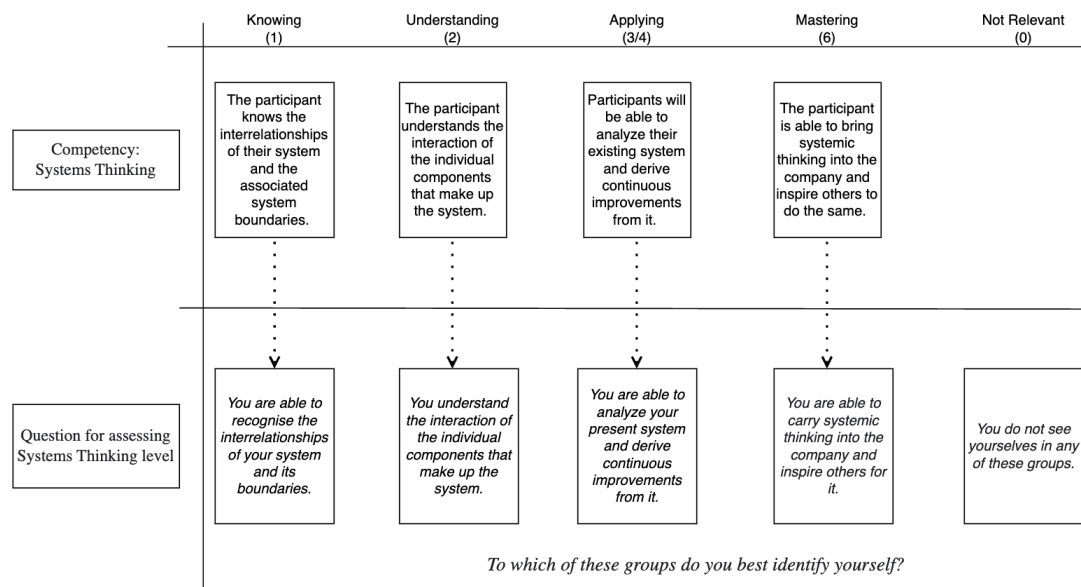 Knowing
(1)
Understanding
(2)
Applying
(3/4)
Mastering
(6)
Not Relevant
(0)
Competency:
Systems Thinking
The participant
knows the
interrelationships
of their system
and the
associated
system
boundaries.
The participant
understands the
interaction of
the individual
components
that make up
the system.
Participants will
be able to
analyze their
existing system
and derive
continuous
improvements
from it.
The participant
is able to bring
systemic
thinking into the
company and
inspire others to
do the same.
Question for assessing
Systems Thinking level
You are able to
recognise the
interrelationships
of your system
and its
boundaries.
You understand
the interaction of
the individual
components that
make up the
system.
You are able to
analyze your
present system
and derive
continuous
improvements
from it.
You are able to
carry systemic
thinking into the
company and
inspire others for
it.
You do not see
yourselves in any
of these groups.
To which of these groups do you best identify yourself?